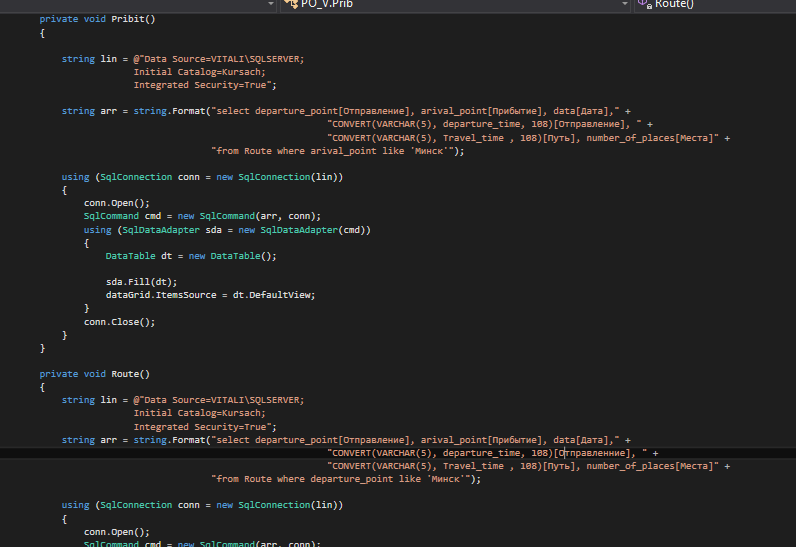 PO_V.Prib Route()
private void Pribit()
{
string lin = @"Data Source=VITALI\SQLSERVER;
Initial Catalog=Kursach;
Integrated Security=True";
string arr = string.Format("select departure_point[Отправление], arival_point[Прибытие], data[Дата]," +
"CONVERT(VARCHAR(5), departure_time, 108)[Отправление], " +
"CONVERT(VARCHAR(5), Travel_time , 108)[Путь], number_of_places[Места]" +
"from Route where arival_point like 'Минск'");
using (SqlConnection conn = new SqlConnection(lin))
{
conn.Open();
SqlCommand cmd = new SqlCommand(arr, conn);
using (SqlDataAdapter sda = new SqlDataAdapter(cmd))
{
DataTable dt = new DataTable();
sda.Fill(dt);
dataGrid.ItemsSource = dt.DefaultView;
}
conn.Close();
}
}
private void Route()
{
string lin = @"Data Source=VITALI\SQLSERVER;
Initial Catalog=Kursach;
Integrated Security=True";
string arr = string.Format("select departure_point[Отправление], arival_point[Прибытие], data[Дата]," +
"CONVERT(VARCHAR(5), departure_time, 108)[Отправленние], " +
"CONVERT(VARCHAR(5), Travel_time , 108)[Путь], number_of_places[Места]" +
"from Route where departure_point like 'Минск'");
using (SqlConnection conn = new SqlConnection(lin))
{
conn.Open();
SqlCommand cmd = new SqlCommand(arr, conn);